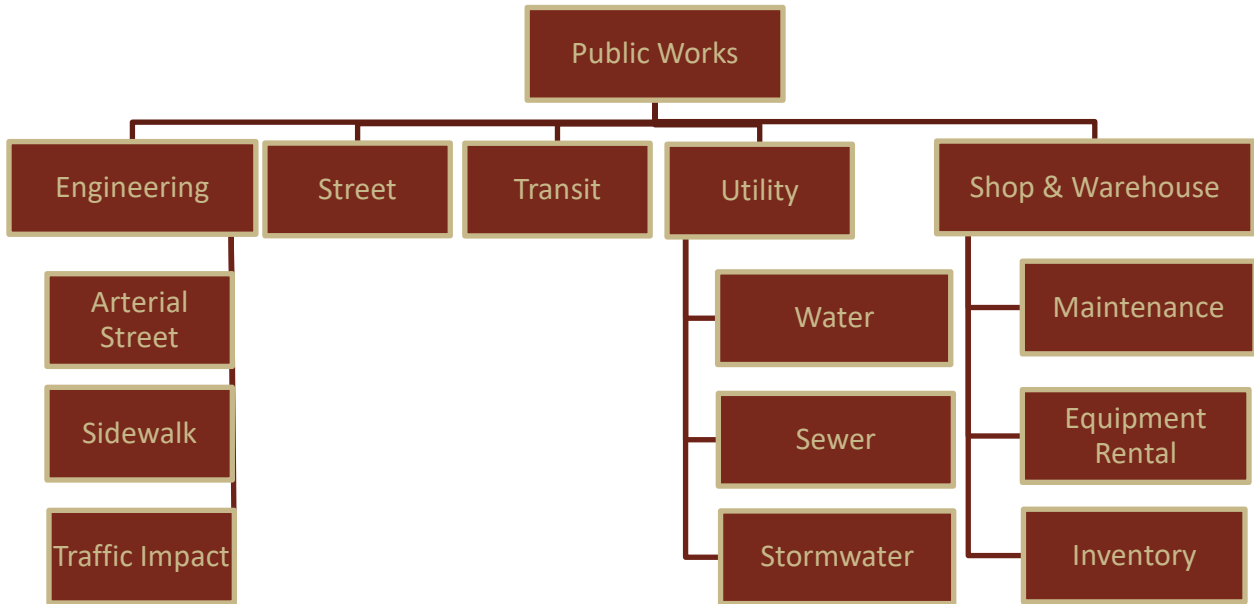 Public Works
Engineering
Street
Transit
Utility
Shop & Warehouse
Arterial
Street
Sidewalk
Traffic Impact
Water
Sewer
Stormwater
Maintenance
Equipment
Rental
Inventory